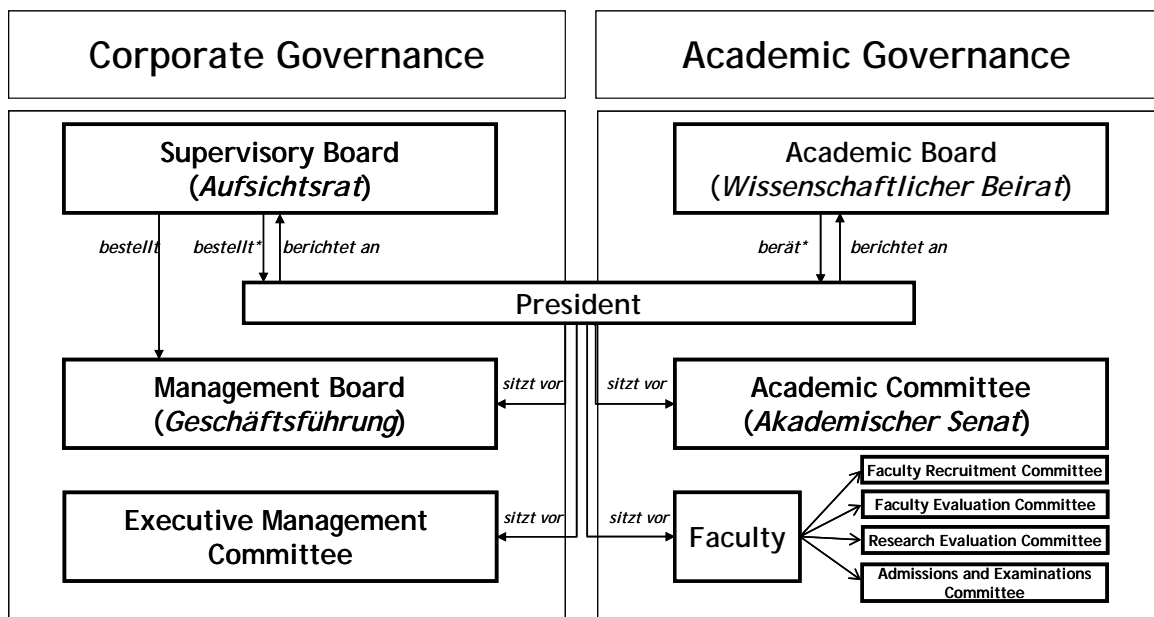 Corporate Governance
Academic Governance
Supervisory Board
(Aufsichtsrat)
Academic Board
(Wissenschaftlicher Beirat)
bestellt
bestellt*
berichtet an
berät*
berichtet an
President
Management Board
(Geschäftsführung)
sitzt vor
sitzt vor
Academic Committee
(Akademischer Senat)
Executive Management
Committee
sitzt vor
sitzt vor
Faculty
Faculty Recruitment Committee
Faculty Evaluation Committee
Research Evaluation Committee
Admissions and Examinations
Committee